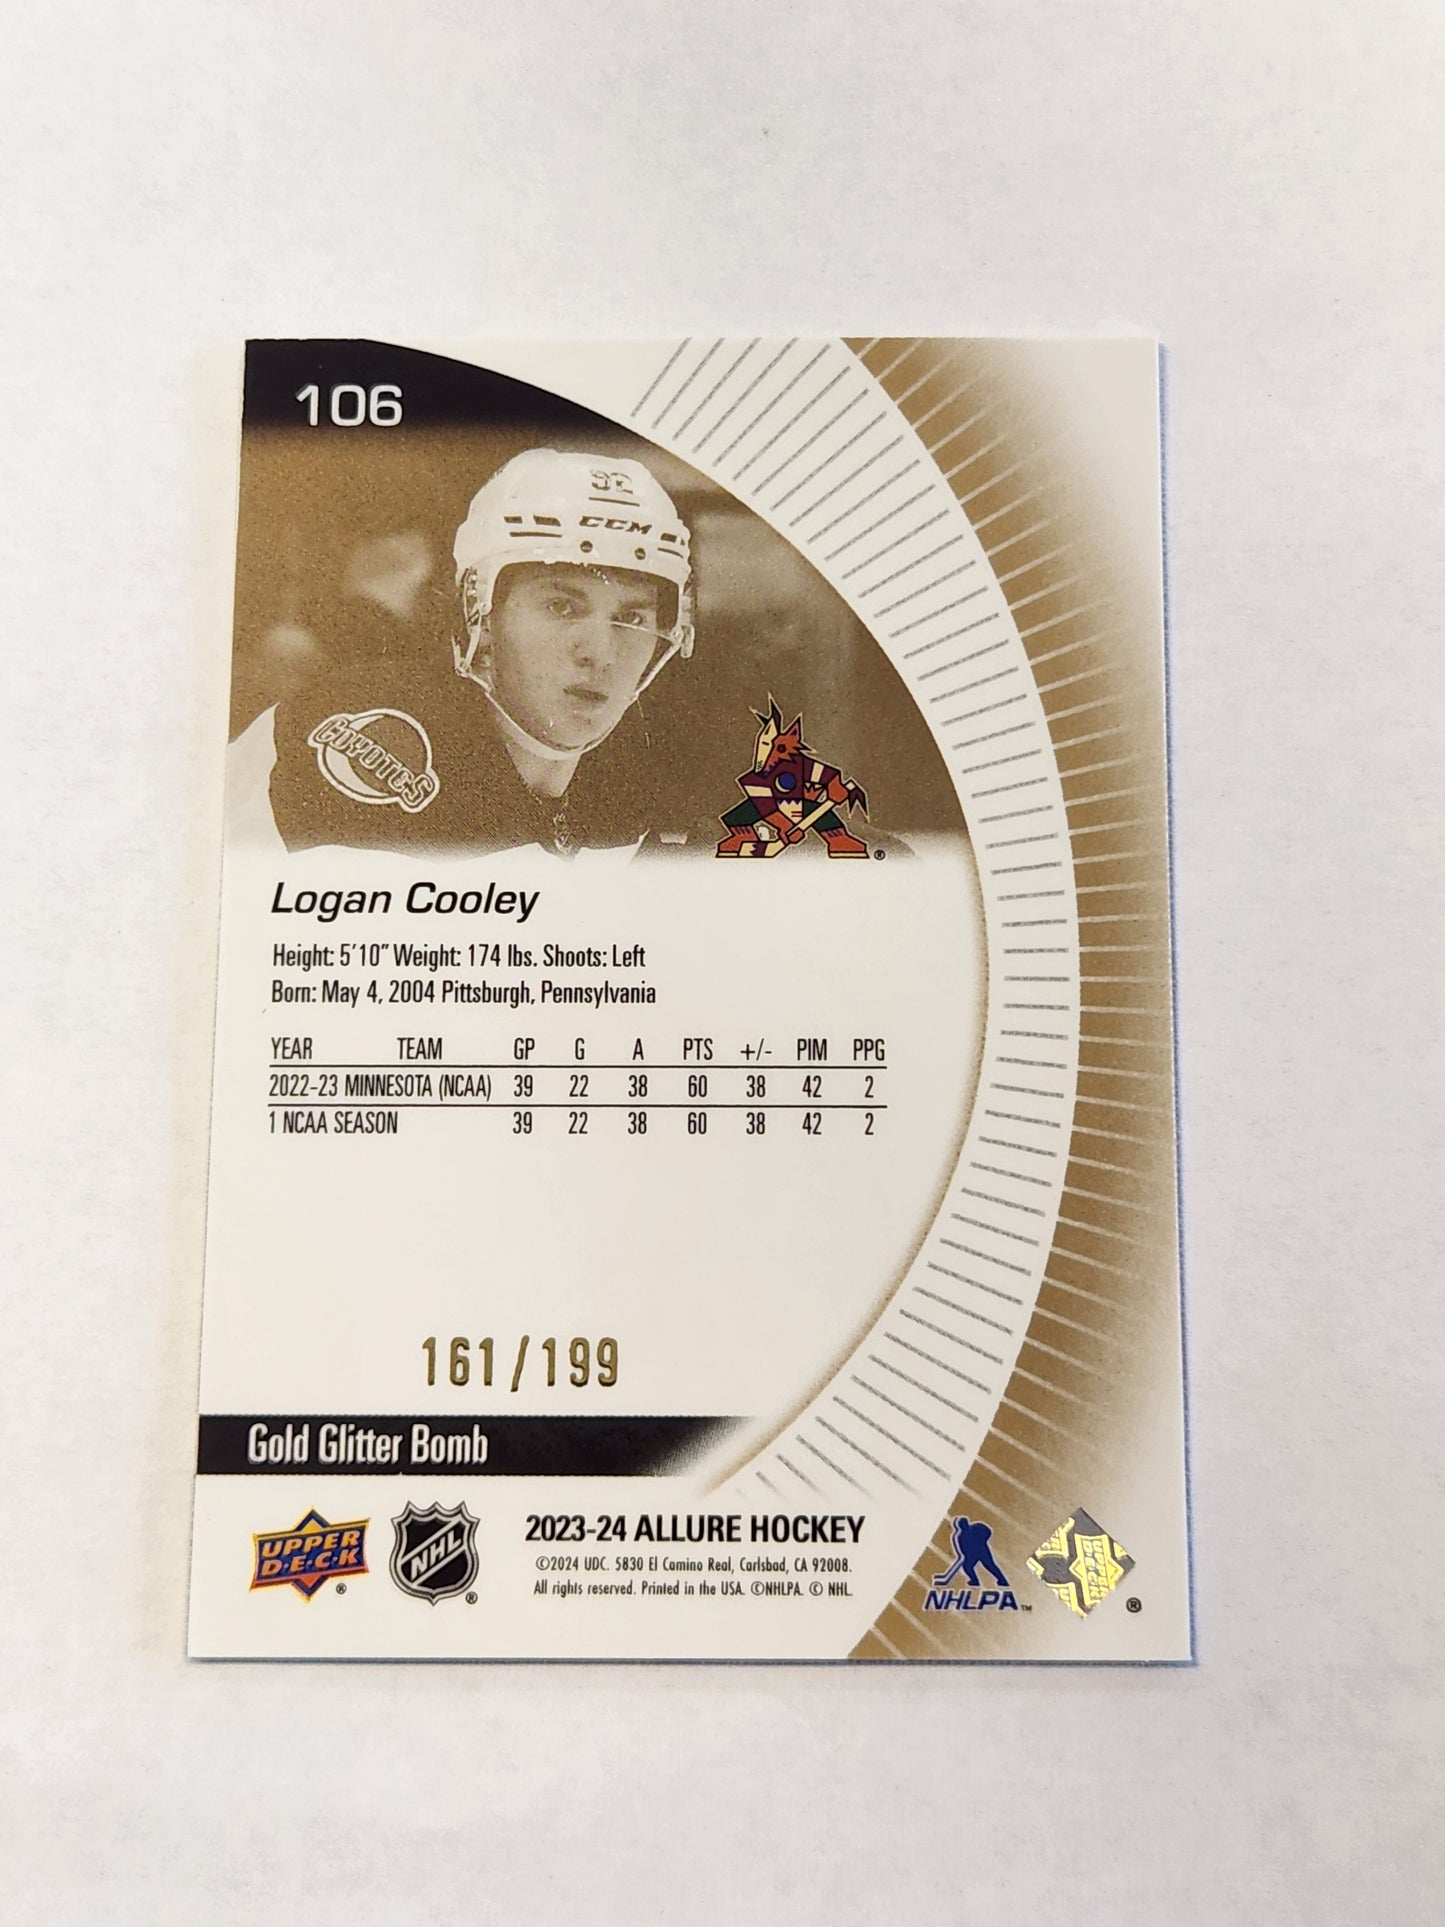 106
92
CCM
COYOTES
®
Logan Cooley
Height: 5'10" Weight: 174 lbs. Shoots: Left
Born: May 4, 2004 Pittsburgh, Pennsylvania
YEAR TEAM GP G A PTS +/- PIM PPG
2022-23 MINNESOTA (NCAA) 39 22 38 60 38 42 2
1 NCAA SEASON 39 22 38 60 38 42 2
161/199
Gold Glitter Bomb
UPPER
D·E·C·K
®
NHL
®
2023-24 ALLURE HOCKEY
©2024 UDC. 5830 El Camino Real, Carlsbad, CA 92008.
All rights reserved. Printed in the USA. ©NHLPA. © NHL.
NHLPA™
®